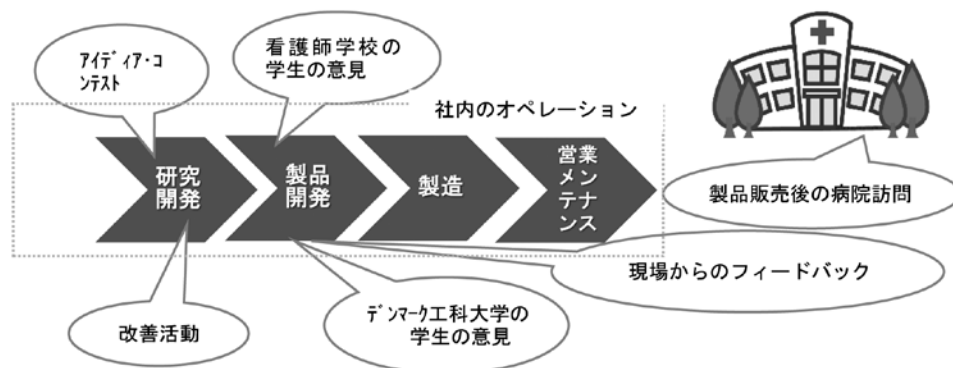 ｱｲﾃﾞｨｱ･ｺ
ﾝﾃｽﾄ
看護師学校の
学生の意見
社内のオペレーション
研究
開発
製品
開発
製造
営業
メンテナンス
製品販売後の病院訪問
現場からのフィードバック
改善活動
ﾃﾞﾝﾏｰｸ工科大学の
学生の意見